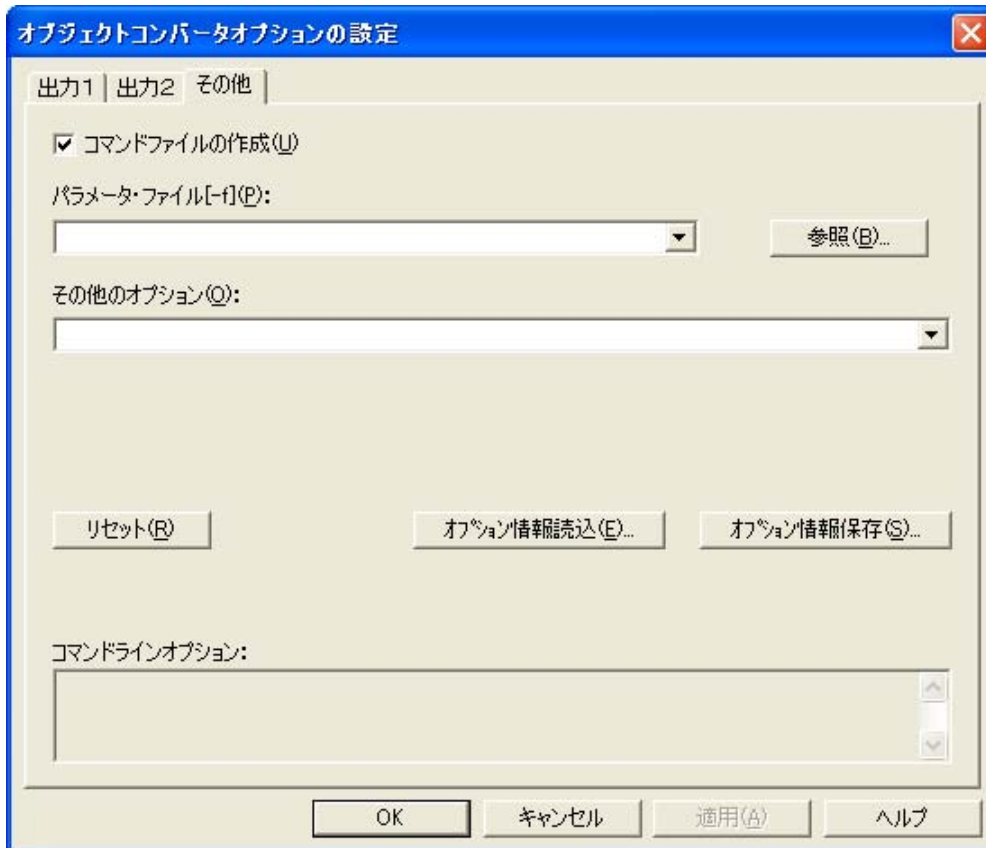 オブジェクトコンバータオプションの設定
出力1 出力2 その他
コマンドファイルの作成(U)
パラメータ・ファイル[-f](P):
参照(B)...
その他のオプション(O):
リセット(R) オプション情報読込(E)... オプション情報保存(S)...
コマンドラインオプション:
OK キャンセル 適用(A) ヘルプ